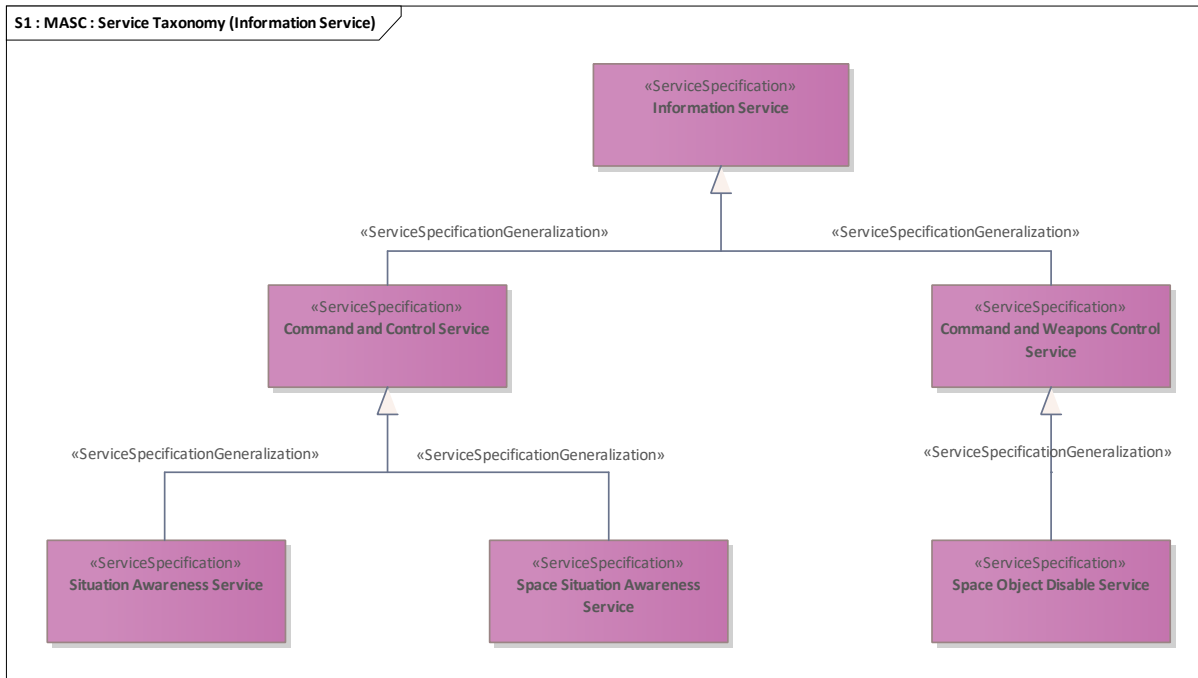 S1 : MASC : Service Taxonomy (Information Service)
«ServiceSpecification»
Information Service
«ServiceSpecificationGeneralization»
«ServiceSpecificationGeneralization»
«ServiceSpecification»
Command and Control Service
«ServiceSpecification»
Command and Weapons Control
Service
«ServiceSpecificationGeneralization»
«ServiceSpecificationGeneralization»
«ServiceSpecificationGeneralization»
«ServiceSpecification»
Situation Awareness Service
«ServiceSpecification»
Space Situation Awareness
Service
«ServiceSpecification»
Space Object Disable Service